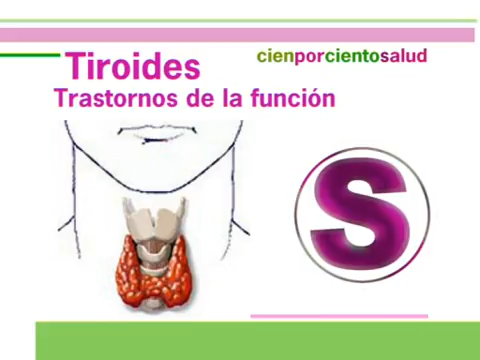 Tiroides
cienporcientosalud
Trastornos de la función
S